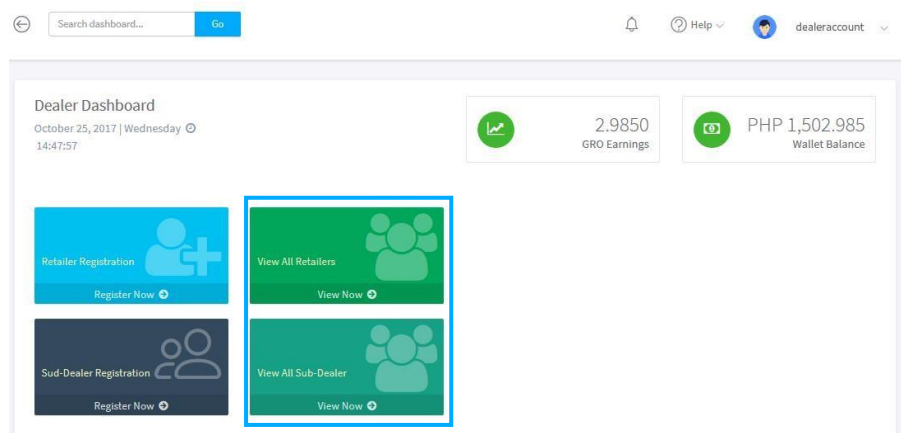 Search dashboard...
Go
Help
dealeraccount
Dealer Dashboard
October 25, 2017 | Wednesday
14:47:57
2.9850
GRO Earnings
PHP 1,502.985
Wallet Balance
Retailer Registration
Register Now
View All Retailers
View Now
Sud-Dealer Registration
Register Now
View All Sub-Dealer
View Now